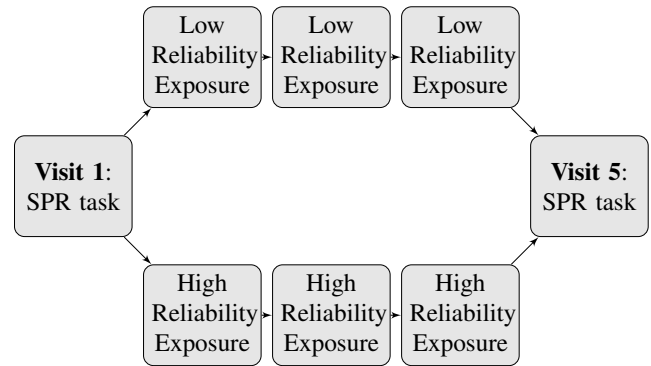 Low
Reliability
Exposure
Low
Reliability
Exposure
Low
Reliability
Exposure
Visit 1:
SPR task
Visit 5:
SPR task
High
Reliability
Exposure
High
Reliability
Exposure
High
Reliability
Exposure